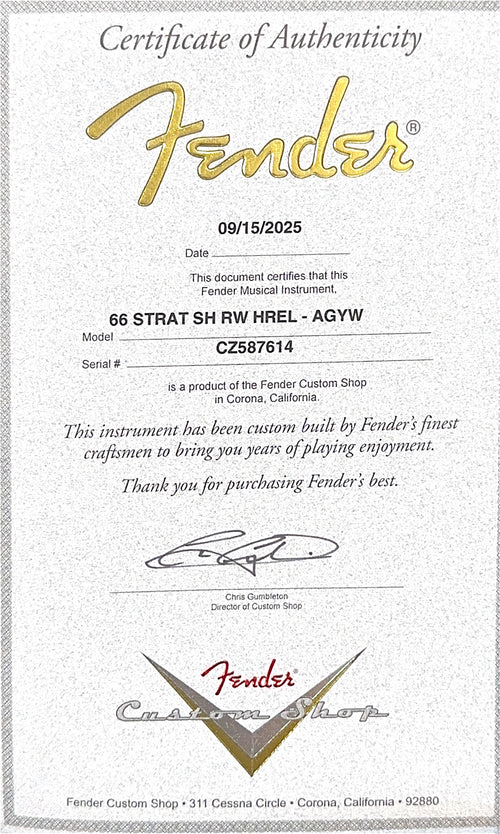 Certificate of Authenticity
Fender®
09/15/2025
Date
This document certifies that this
Fender Musical Instrument,
66 STRAT SH RW HREL - AGYW
Model
CZ587614
Serial #
is a product of the Fender Custom Shop
in Corona, California.
This instrument has been custom built by Fender's finest
craftsmen to bring you years of playing enjoyment.
Thank you for purchasing Fender's best.
Chris Gumbleton
Director of Custom Shop
Fender®
Custom Shop
Fender Custom Shop • 311 Cessna Circle • Corona, California • 92880